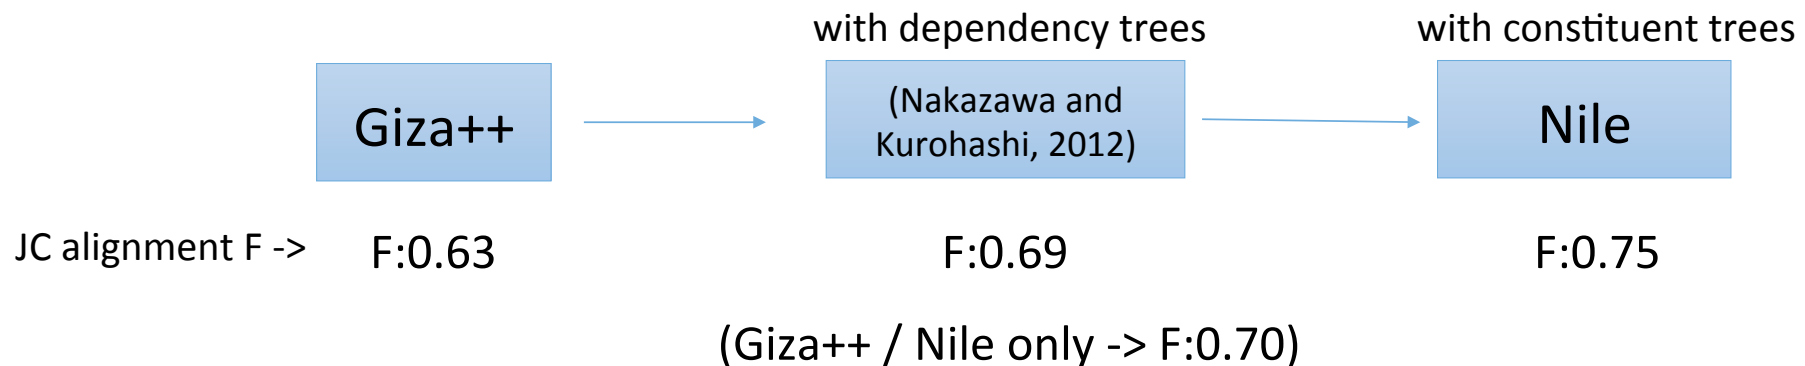 with dependency trees
with constituent trees
Giza++
(Nakazawa and
Kurohashi, 2012)
Nile
JC alignment F ->
F:0.63
F:0.69
F:0.75
(Giza++ / Nile only -> F:0.70)